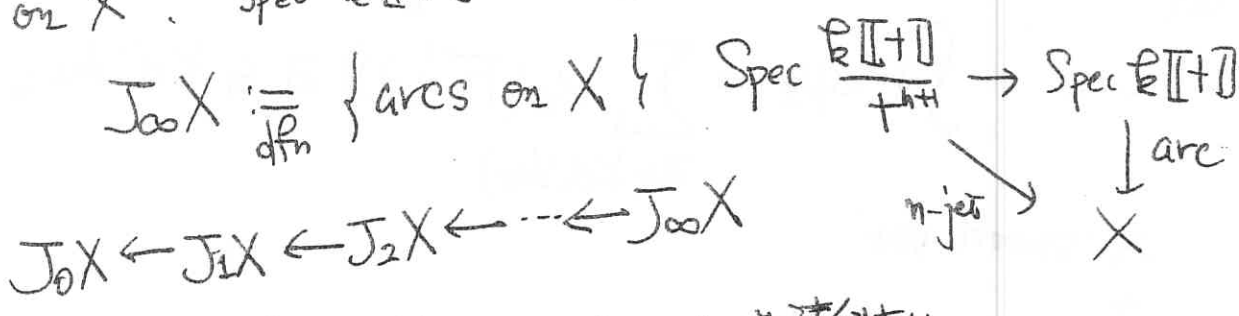 on X. Spec
J∞X := {arcs on X} Spec k[[t]]/t^{n+1} → Spec k[[t]]
dfn
↓ arc
n-jet ↘ X
J₀X ← J₁X ← J₂X ← ··· ← J∞X